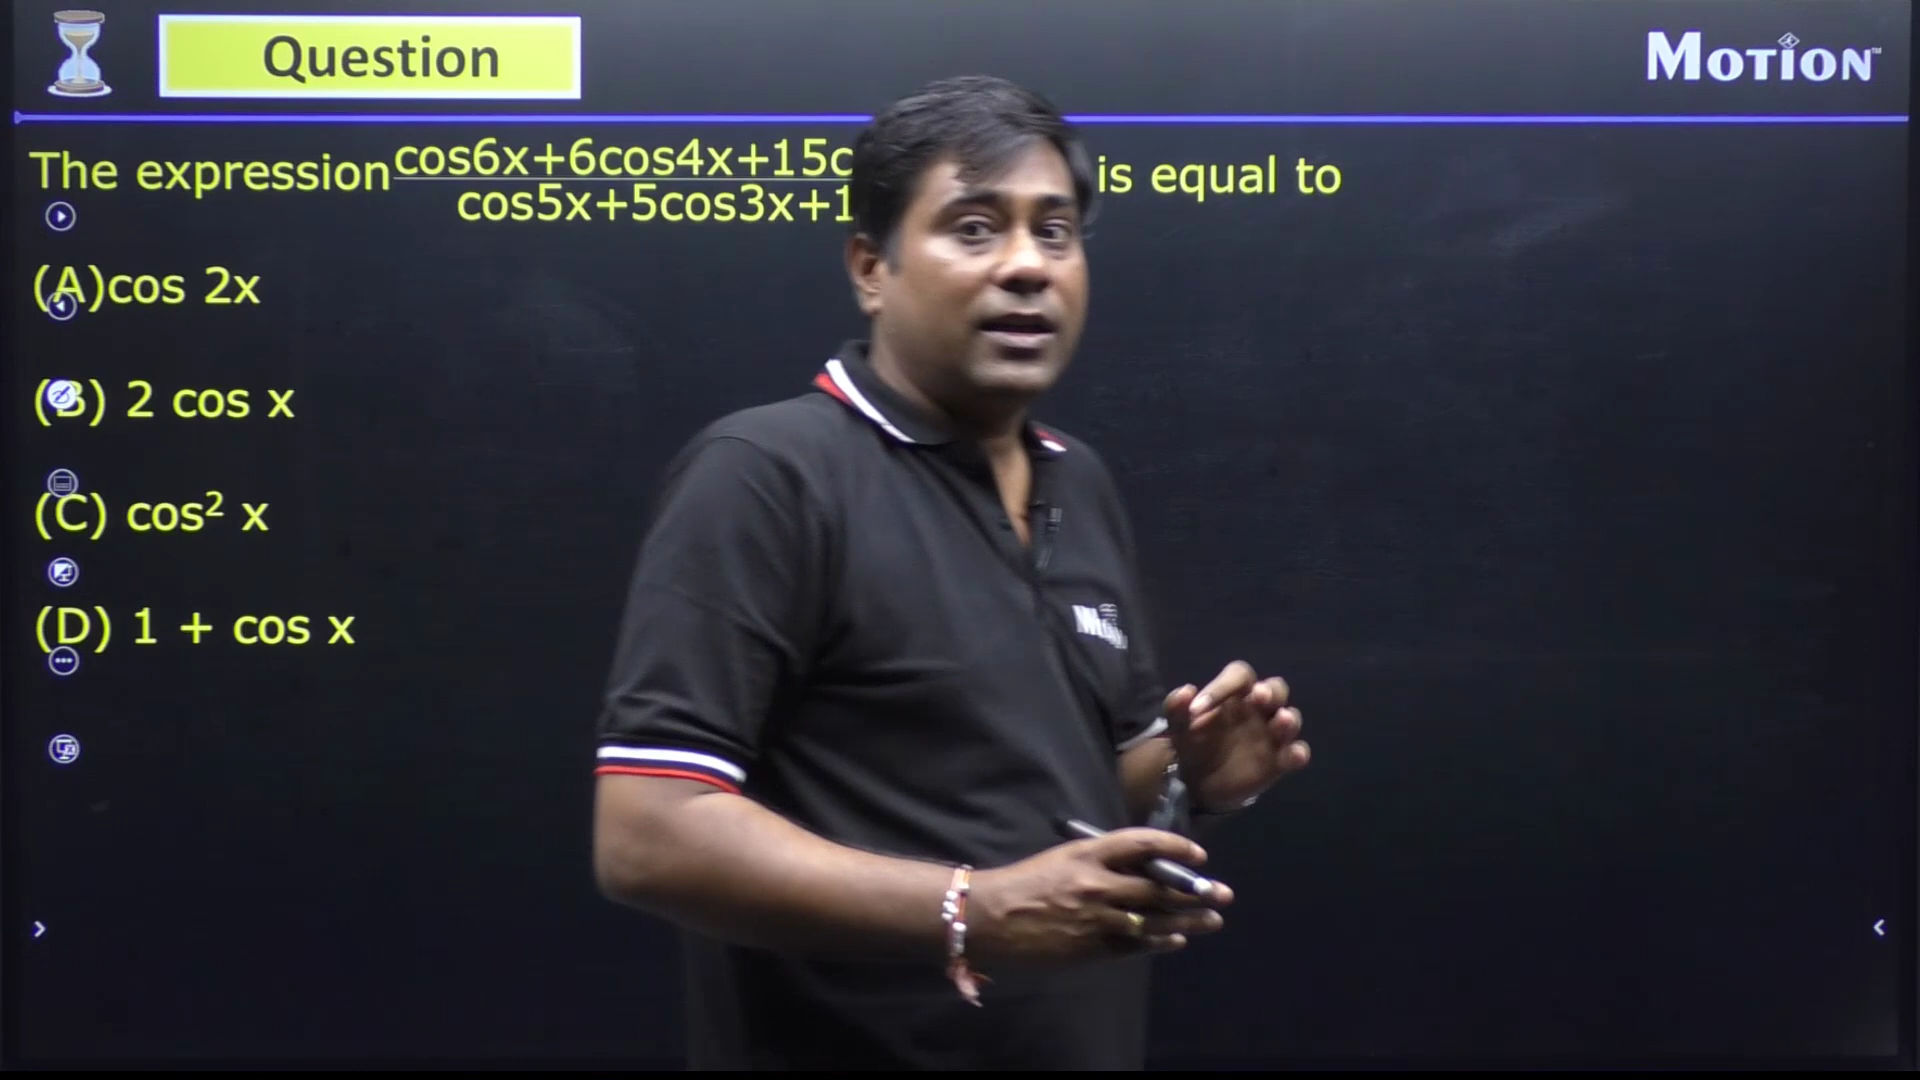 Question
MOTION™
The expression cos6x+6cos4x+15c is equal to
cos5x+5cos3x+1
(A)cos 2x
(B) 2 cos x
(C) cos² x
(D) 1 + cos x